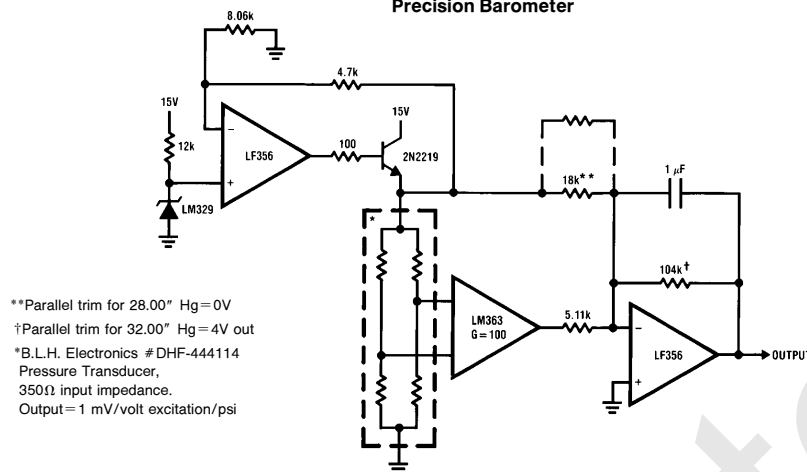 Precision Barometer
8.06k
4.7k
15V
15V
12k
−
LF356
100
2N2219
+
LM329
18k**
1 μF
*
104k†
LM363
G=100
5.11k
−
LF356
+
OUTPUT
**Parallel trim for 28.00″ Hg=0V
†Parallel trim for 32.00″ Hg=4V out
*B.L.H. Electronics #DHF-444114
Pressure Transducer,
350Ω input impedance.
Output=1 mV/volt excitation/psi